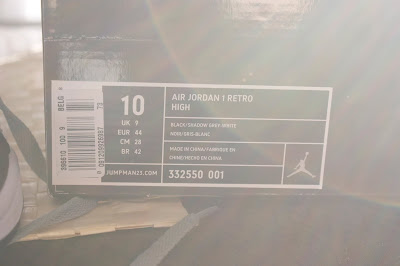 BELG
10
UK 9
EUR 44
CM 28
BR 42
JUMPMAN23.COM
AIR JORDAN 1 RETRO
HIGH
BLACK/SHADOW GREY-WHITE
NOIR/GRIS-BLANC
MADE IN CHINA/FABRIQUE EN
CHINE/HECHO EN CHINA
332550 001